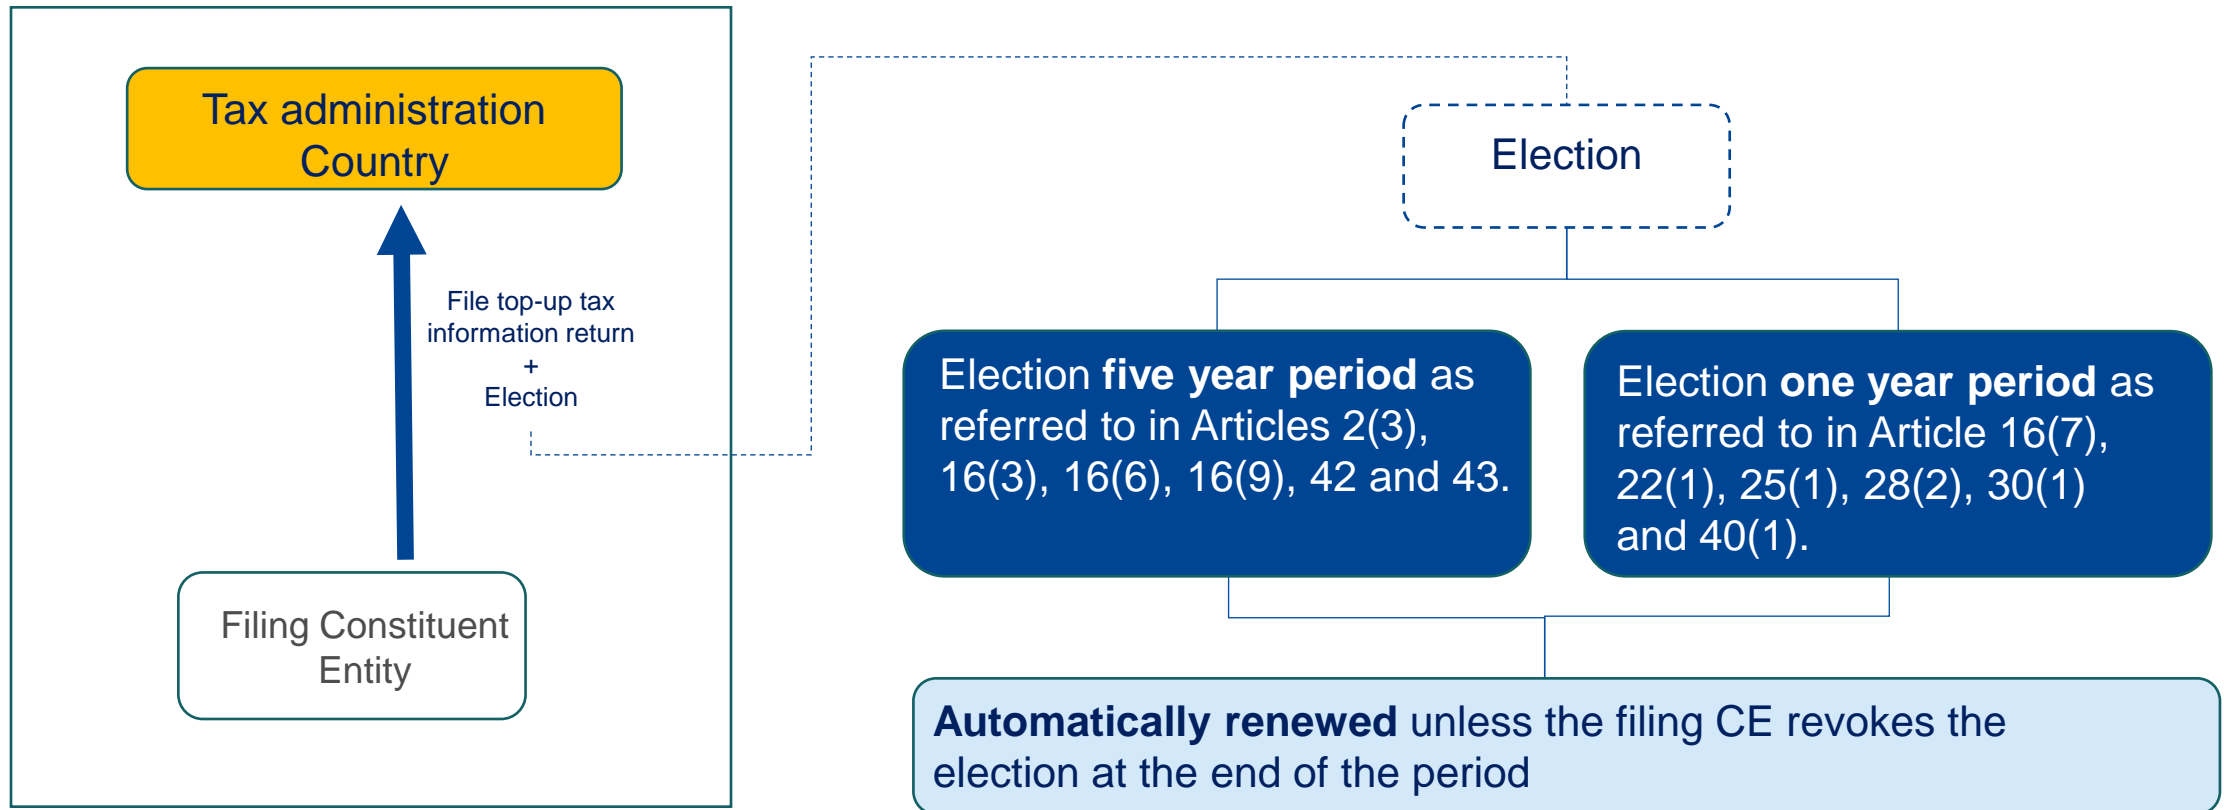 Tax administration
Country
File top-up tax
information return
+
Election
Filing Constituent
Entity
Election
Election five year period as
referred to in Articles 2(3),
16(3), 16(6), 16(9), 42 and 43.
Election one year period as
referred to in Article 16(7),
22(1), 25(1), 28(2), 30(1)
and 40(1).
Automatically renewed unless the filing CE revokes the
election at the end of the period